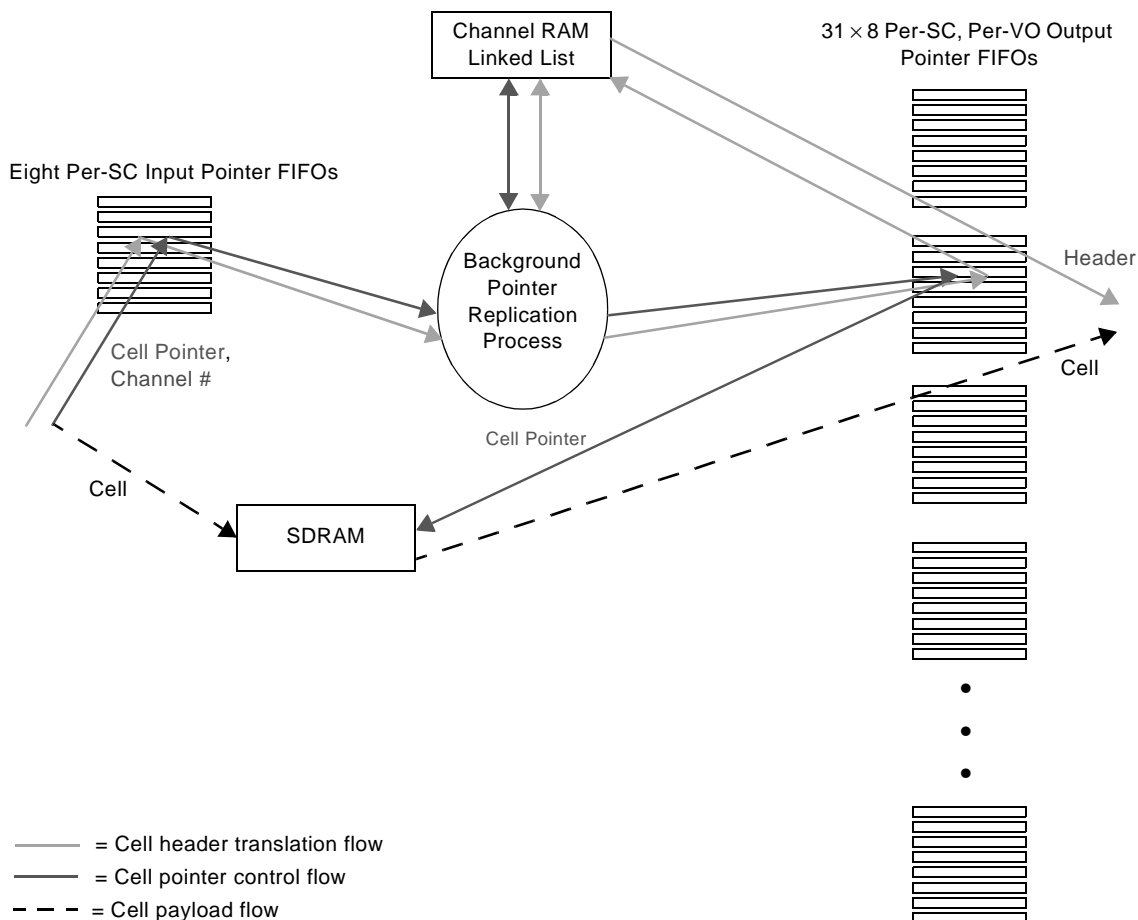 Channel RAM
Linked List
31 × 8 Per-SC, Per-VO Output
Pointer FIFOs
Eight Per-SC Input Pointer FIFOs
Background
Pointer
Replication
Process
Header
Cell Pointer,
Channel #
Cell
Cell Pointer
Cell
SDRAM
= Cell header translation flow
= Cell pointer control flow
= Cell payload flow